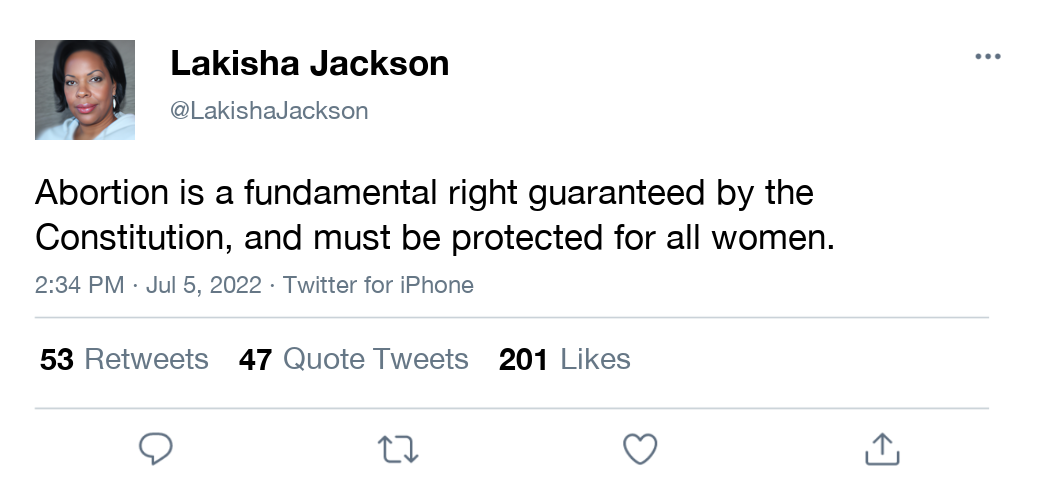 Lakisha Jackson
@LakishaJackson
Abortion is a fundamental right guaranteed by the
Constitution, and must be protected for all women.
2:34 PM · Jul 5, 2022 · Twitter for iPhone
53 Retweets 47 Quote Tweets 201 Likes